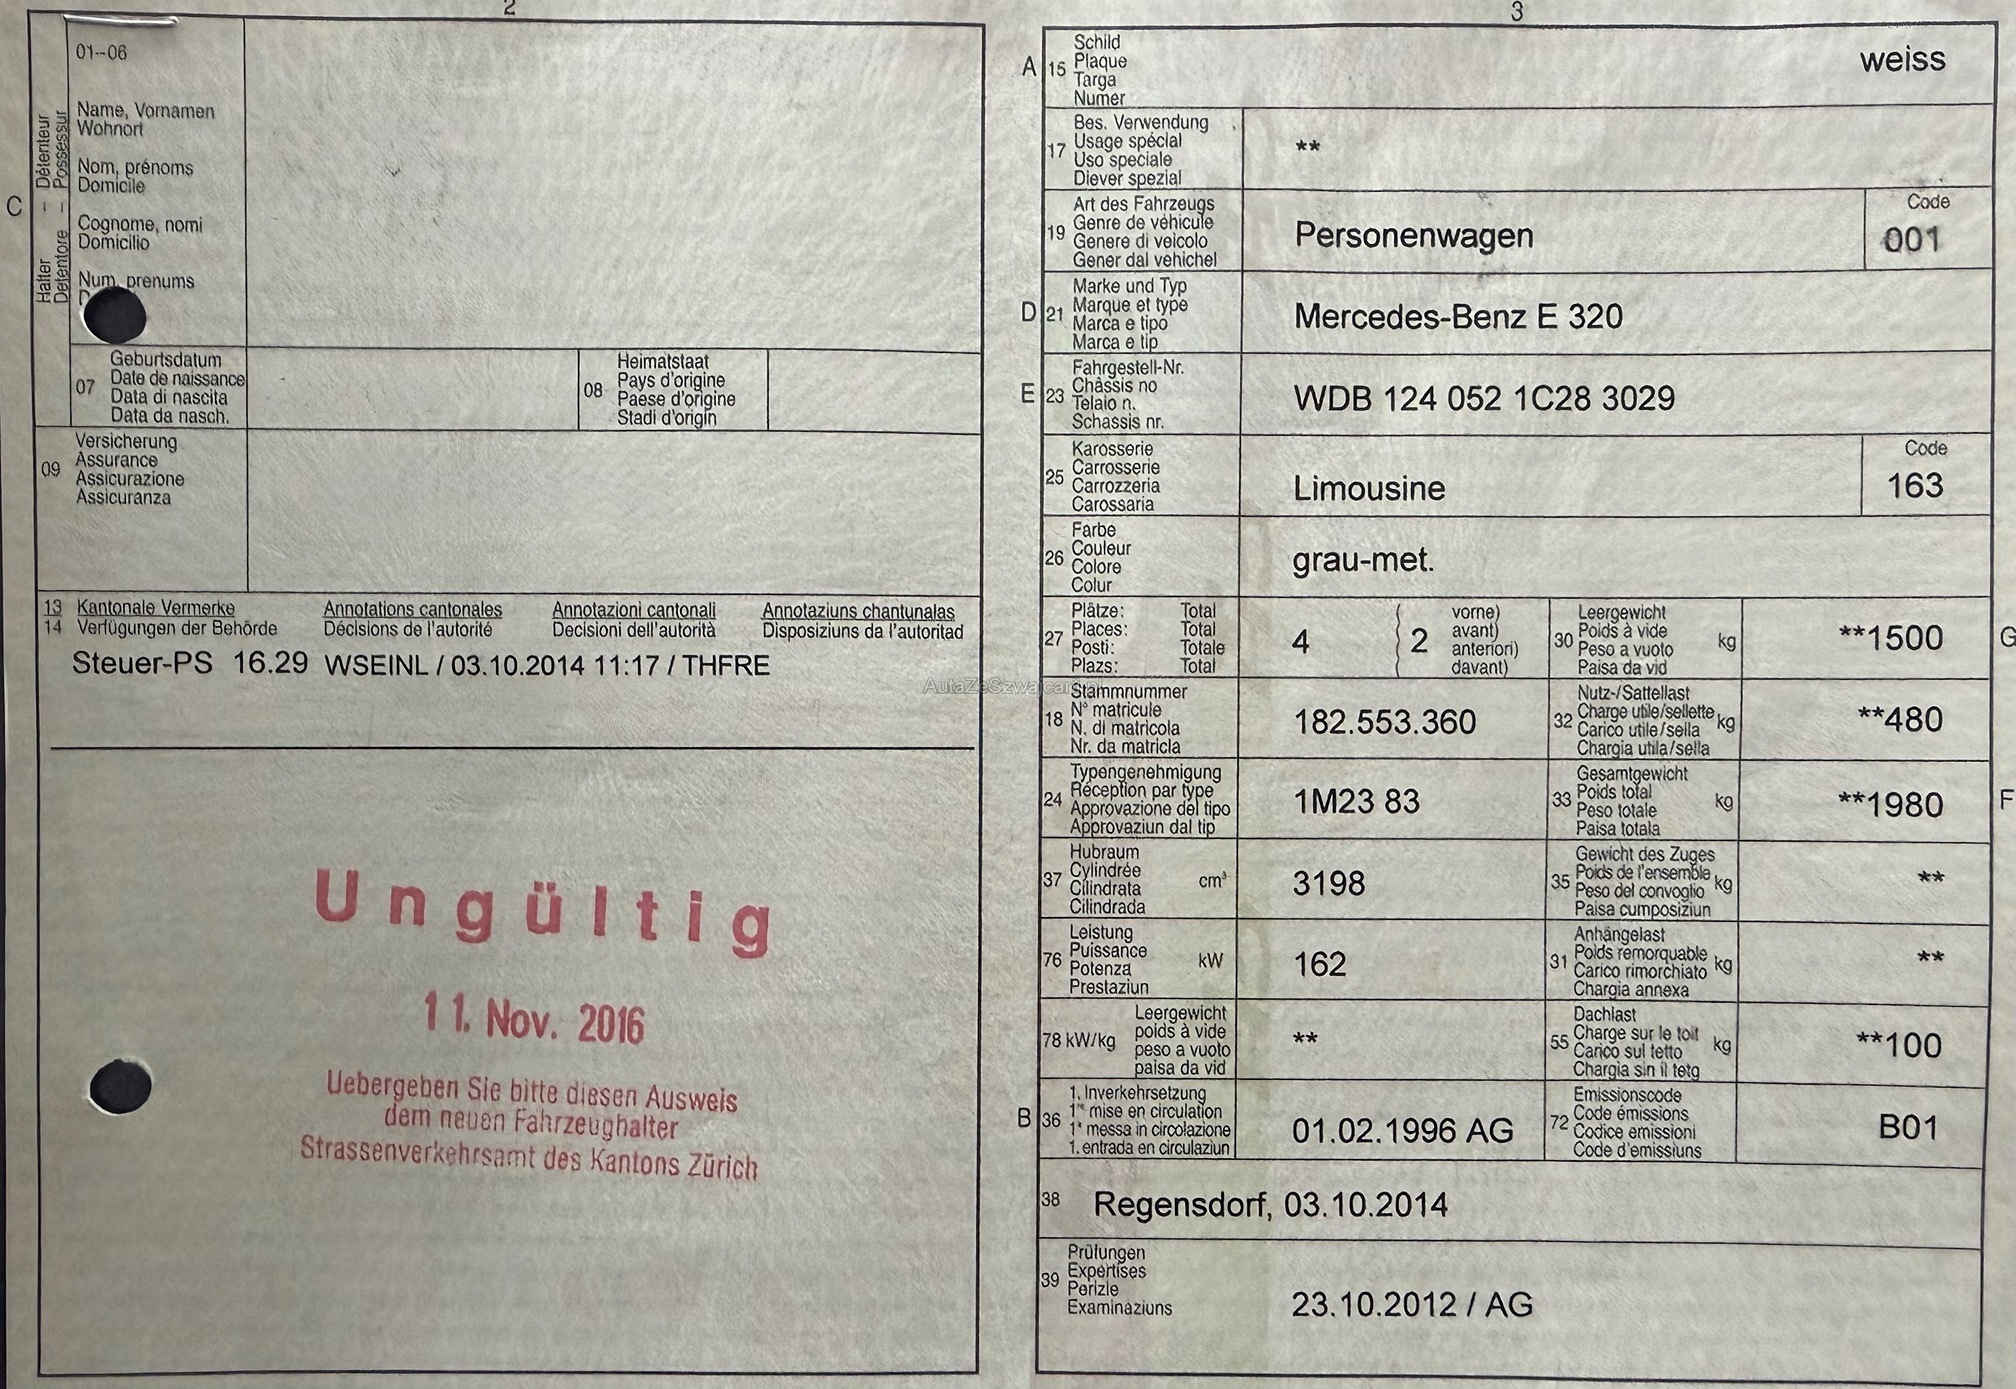 2
01--06
Halter - Détenteur
Detentore - Possessur
C
Name, Vornamen
Wohnort
Nom, prénoms
Domicile
Cognome, nomi
Domicilio
Num, prenums
07
Geburtsdatum
Date de naissance
Data di nascita
Data da nasch.
08
Heimatstaat
Pays d'origine
Paese d'origine
Stadi d'origin
09
Versicherung
Assurance
Assicurazione
Assicuranza
13 Kantonale Vermerke Annotations cantonales Annotazioni cantonali Annotaziuns chantunalas
14 Verfügungen der Behörde Décisions de l'autorité Decisioni dell'autorità Disposiziuns da l'autoritad
Steuer-PS 16.29 WSEINL / 03.10.2014 11:17 / THFRE
AutaZeSzwajcarii.pl
Ungültig
11. Nov. 2016
Uebergeben Sie bitte diesen Ausweis
dem neuen Fahrzeughalter
Strassenverkehrsamt des Kantons Zürich
3
A 15
Schild
Plaque
Targa
Numer
weiss
17
Bes. Verwendung
Usage spécial
Uso speciale
Diever spezial
**
19
Art des Fahrzeugs
Genre de véhicule
Genere di veicolo
Gener dal vehichel
Personenwagen
Code
001
D 21
Marke und Typ
Marque et type
Marca e tipo
Marca e tip
Mercedes-Benz E 320
E 23
Fahrgestell-Nr.
Châssis no
Telaio n.
Schassis nr.
WDB 124 052 1C28 3029
25
Karosserie
Carrosserie
Carrozzeria
Carossaria
Limousine
Code
163
26
Farbe
Couleur
Colore
Colur
grau-met.
27
Plätze: Total
Places: Total
Posti: Totale
Plazs: Total
4
( vorne)
2 avant)
anteriori)
( davant)
30
Leergewicht
Poids à vide
Peso a vuoto
Paisa da vid
kg
**1500
G
18
Stammnummer
N° matricule
N. di matricola
Nr. da matricla
182.553.360
32
Nutz-/Sattellast
Charge utile/sellette
Carico utile/sella
Chargia utila/sella
kg
**480
24
Typengenehmigung
Réception par type
Approvazione del tipo
Approvaziun dal tip
1M23 83
33
Gesamtgewicht
Poids total
Peso totale
Paisa totala
kg
**1980
F
37
Hubraum
Cylindrée
Cilindrata
Cilindrada
cm³
3198
35
Gewicht des Zuges
Poids de l'ensemble
Peso del convoglio
Paisa cumposiziun
kg
**
76
Leistung
Puissance
Potenza
Prestaziun
kW
162
31
Anhängelast
Poids remorquable
Carico rimorchiato
Chargia annexa
kg
**
78 kW/kg
Leergewicht
poids à vide
peso a vuoto
paisa da vid
**
55
Dachlast
Charge sur le toit
Carico sul tetto
Chargia sin il tetg
kg
**100
B 36
1. Inverkehrsetzung
1re mise en circulation
1a messa in circolazione
1. entrada en circulaziun
01.02.1996 AG
72
Emissionscode
Code émissions
Codice emissioni
Code d'emissiuns
B01
38
Regensdorf, 03.10.2014
39
Prüfungen
Expertises
Perizie
Examinaziuns
23.10.2012 / AG